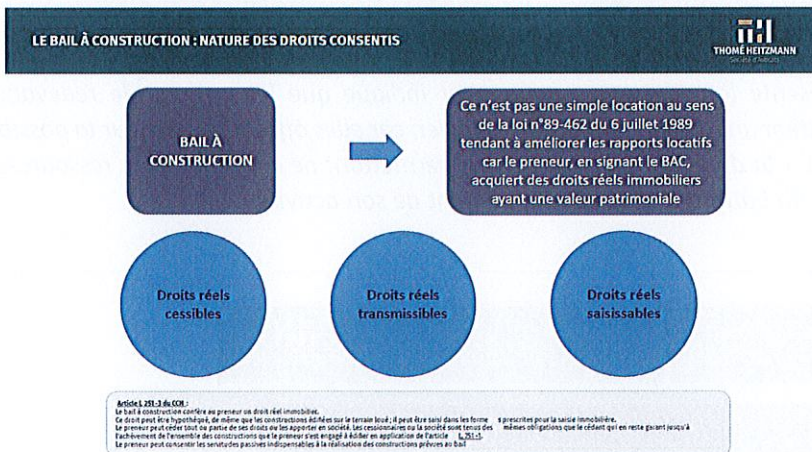 LE BAIL À CONSTRUCTION : NATURE DES DROITS CONSENTIS
THOMÉ HEITZMANN
Société d'Avocats
BAIL À
CONSTRUCTION
Ce n'est pas une simple location au sens
de la loi n°89-462 du 6 juillet 1989
tendant à améliorer les rapports locatifs
car le preneur, en signant le BAC,
acquiert des droits réels immobiliers
ayant une valeur patrimoniale
Droits réels
cessibles
Droits réels
transmissibles
Droits réels
saisissables
Article L 251-3 du CCH :
Le bail à construction confère au preneur un droit réel immobilier.
Ce droit peut être hypothéqué, de même que les constructions édifiées sur le terrain loué ; il peut être saisi dans les forme s prescrites pour la saisie immobilière.
Le preneur peut céder tout ou partie de ses droits ou les apporter en société. Les cessionnaires ou la société sont tenus des mêmes obligations que le cédant qui en reste garant jusqu'à
l'achèvement de l'ensemble des constructions que le preneur s'est engagé à édifier en application de l'article L. 251-1.
Le preneur peut consentir les servitudes passives indispensables à la réalisation des constructions prévues au bail